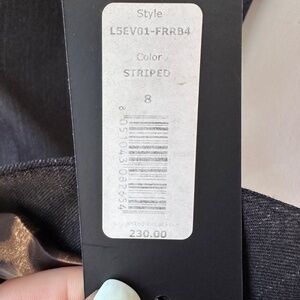 Style
L5EV01-FRRB4
Color
STRIPED
8
230.00